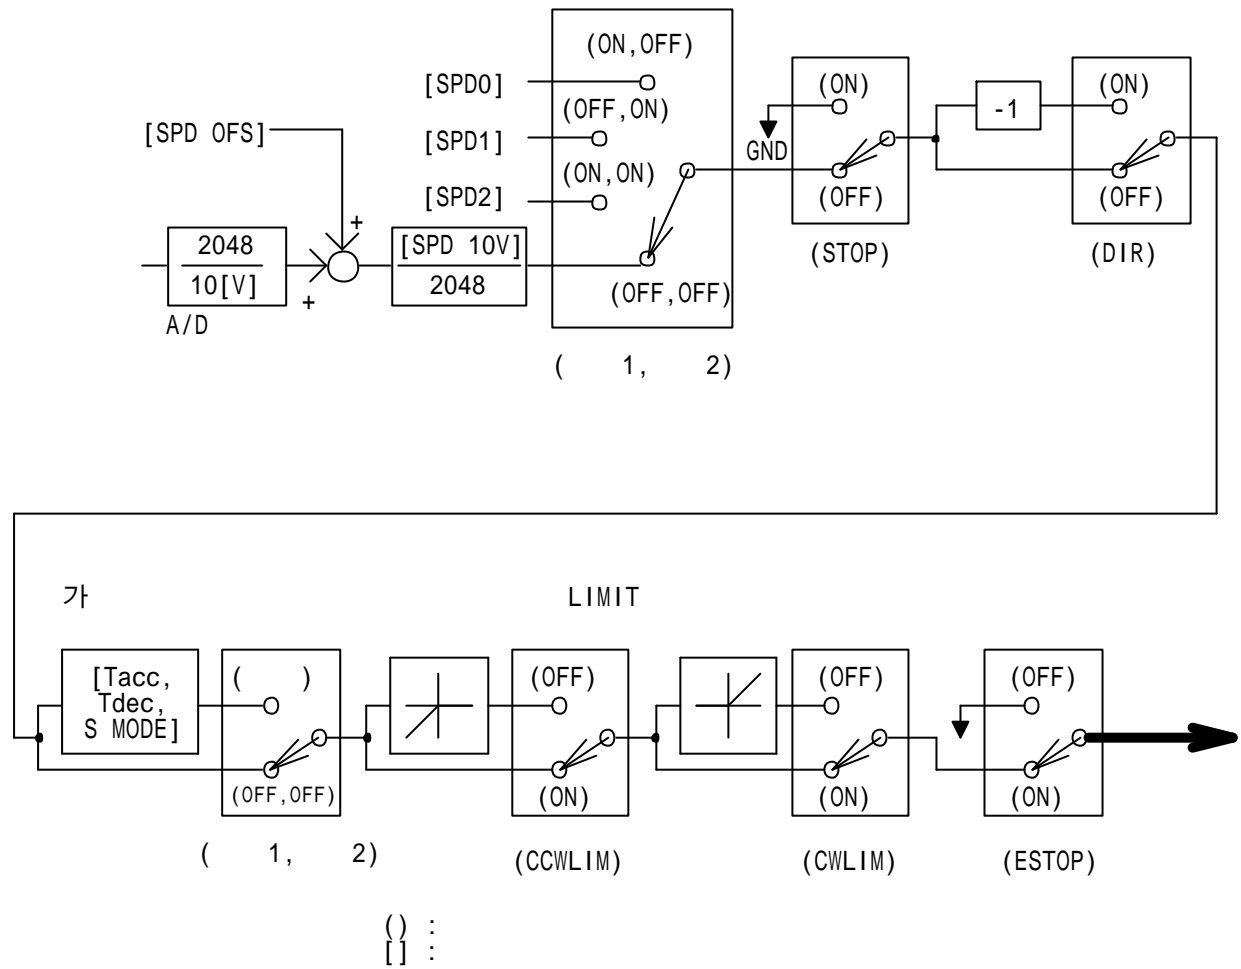 (ON,OFF)
[SPD0]
(OFF,ON)
[SPD1]
(ON,ON)
[SPD2]
[SPD OFS]
+
2048
10[V]
A/D
+
[SPD 10V]
2048
(OFF,OFF)
( 1, 2)
(ON)
GND
(OFF)
(STOP)
-1
(ON)
(OFF)
(DIR)
가
LIMIT
[Tacc,
Tdec,
S MODE]
( )
(OFF,OFF)
( 1, 2)
(OFF)
(ON)
(CCWLIM)
(OFF)
(ON)
(CWLIM)
(OFF)
(ON)
(ESTOP)
() :
[] :